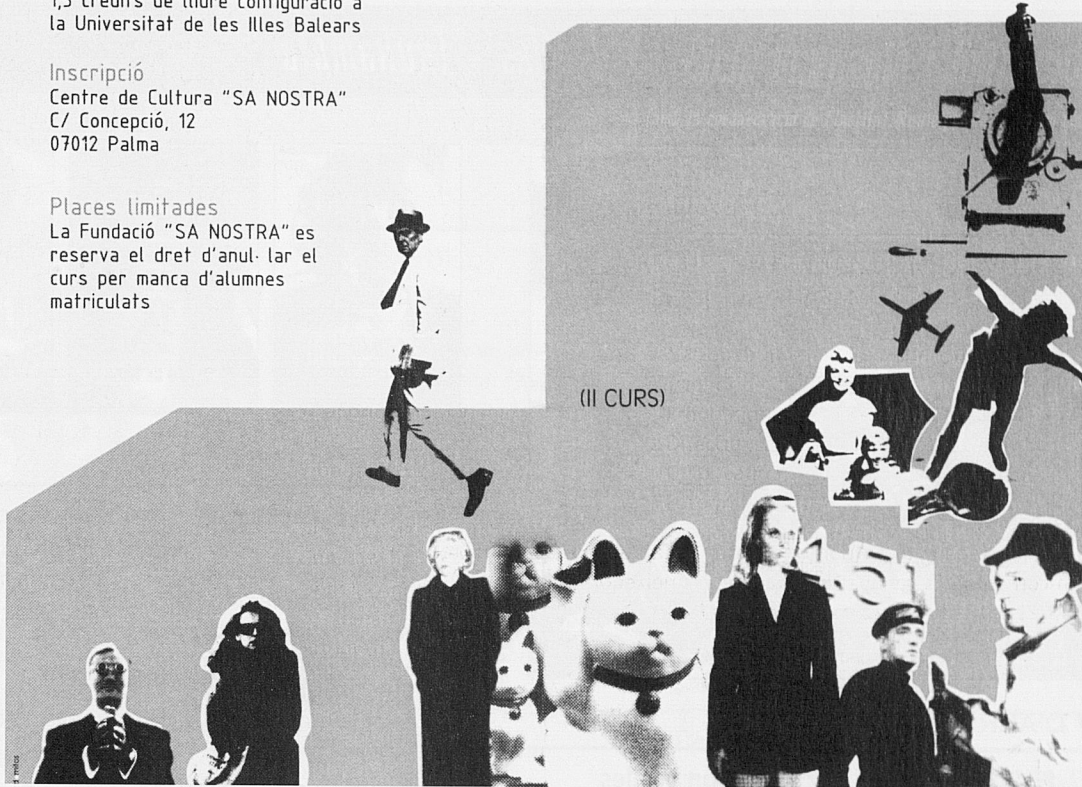 1,5 crèdits de lliure configuració a
la Universitat de les Illes Balears
Inscripció
Centre de Cultura "SA NOSTRA"
C/ Concepció, 12
07012 Palma
Places limitades
La Fundació "SA NOSTRA" es
reserva el dret d'anul· lar el
curs per manca d'alumnes
matriculats
(II CURS)
451